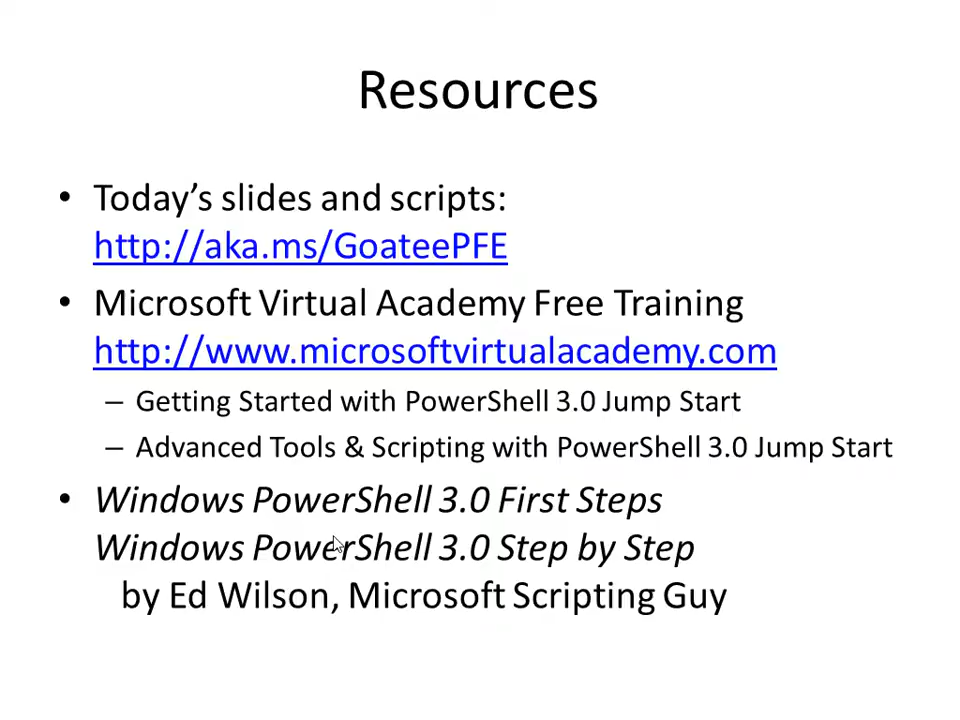 Resources
• Today’s slides and scripts:
http://aka.ms/GoateePFE
• Microsoft Virtual Academy Free Training
http://www.microsoftvirtualacademy.com
– Getting Started with PowerShell 3.0 Jump Start
– Advanced Tools & Scripting with PowerShell 3.0 Jump Start
• Windows PowerShell 3.0 First Steps
Windows PowerShell 3.0 Step by Step
by Ed Wilson, Microsoft Scripting Guy